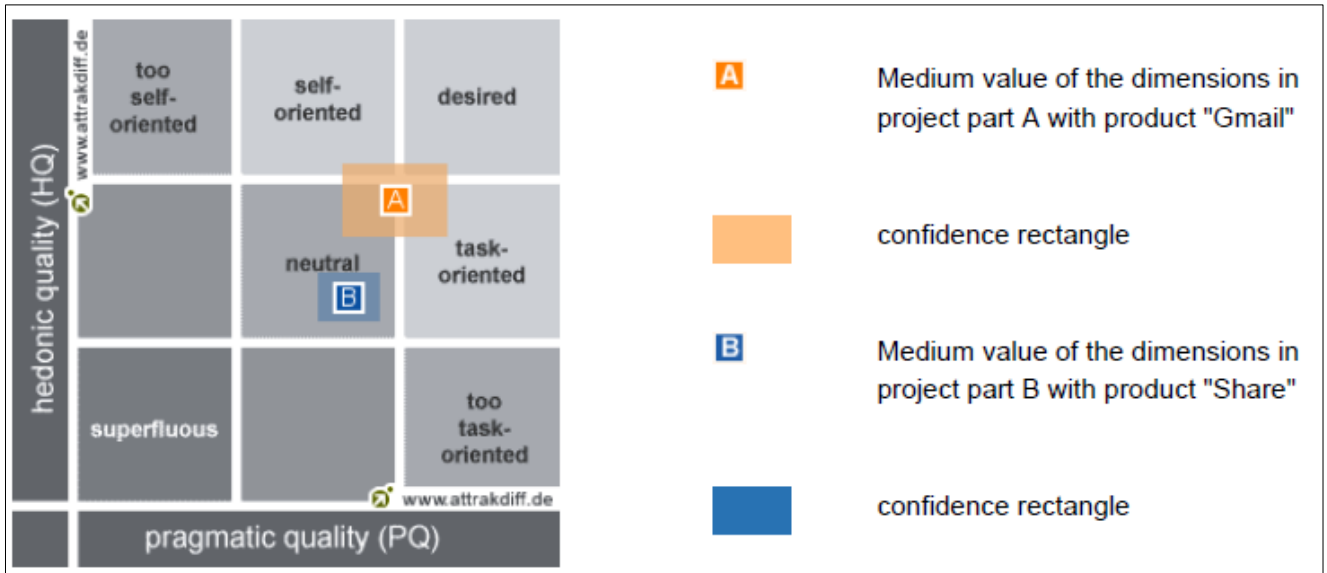 hedonic quality (HQ)
www.attrakdiff.de
too
self-
oriented
self-
oriented
desired
A
neutral
B
task-
oriented
superfluous
too
task-
oriented
www.attrakdiff.de
pragmatic quality (PQ)
A
Medium value of the dimensions in
project part A with product "Gmail"
confidence rectangle
B
Medium value of the dimensions in
project part B with product "Share"
confidence rectangle